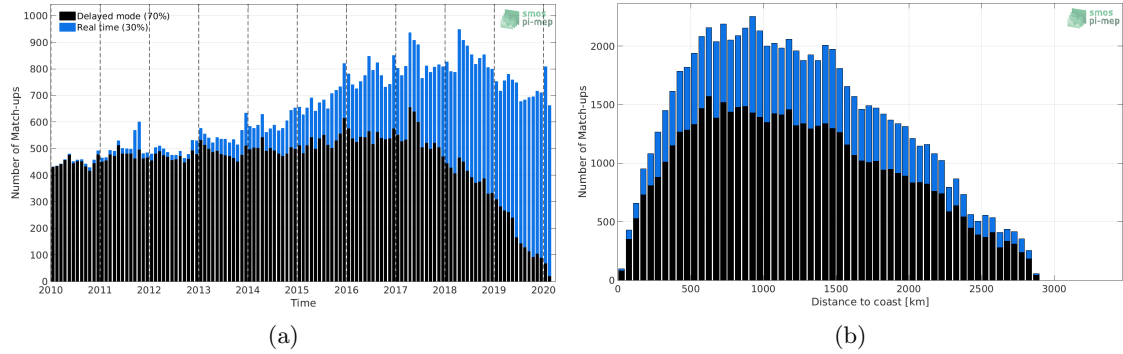 smos
pi-mep
Delayed mode (70%)
Real time (30%)
Number of Match-ups
1000
900
800
700
600
500
400
300
200
100
0
2010 2011 2012 2013 2014 2015 2016 2017 2018 2019 2020
Time
(a)
smos
pi-mep
Number of Match-ups
2000
1500
1000
500
0
0 500 1000 1500 2000 2500 3000
Distance to coast [km]
(b)